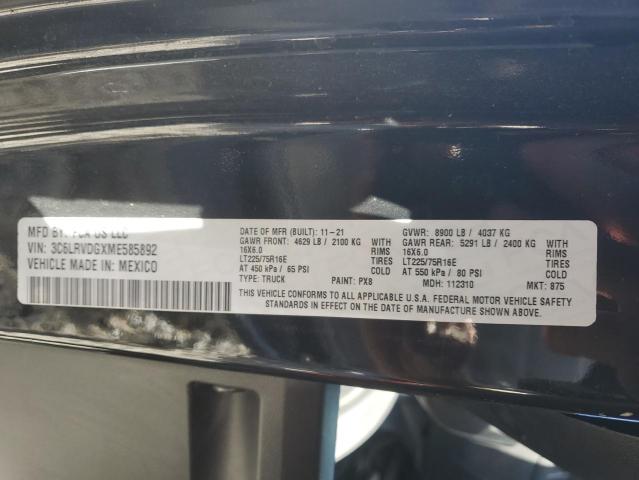 MFD BY: FCA US LLC
VIN: 3C6LRVDGXME585892
VEHICLE MADE IN: MEXICO
DATE OF MFR (BUILT): 11-21 GVWR: 8900 LB / 4037 KG
GAWR FRONT: 4629 LB / 2100 KG WITH GAWR REAR: 5291 LB / 2400 KG WITH
16X6.0 RIMS 16X6.0 RIMS
LT225/75R16E TIRES LT225/75R16E TIRES
AT 450 kPa / 65 PSI COLD AT 550 kPa / 80 PSI COLD
TYPE: TRUCK PAINT: PX8 MDH: 112310 MKT: 875
THIS VEHICLE CONFORMS TO ALL APPLICABLE U.S.A. FEDERAL MOTOR VEHICLE SAFETY
STANDARDS IN EFFECT ON THE DATE OF MANUFACTURE SHOWN ABOVE.